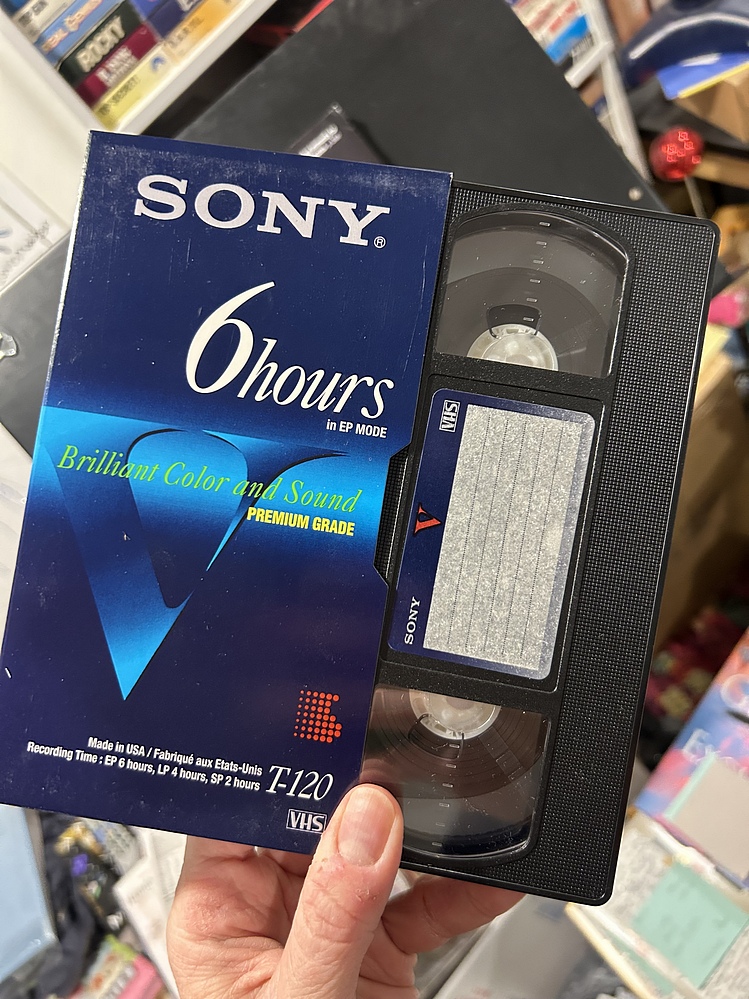 ROCKY
SONY®
6 hours
in EP MODE
Brilliant Color and Sound
PREMIUM GRADE
Made in USA / Fabriqué aux Etats-Unis
Recording Time : EP 6 hours, LP 4 hours, SP 2 hours
T-120
VHS
VHS
V
SONY